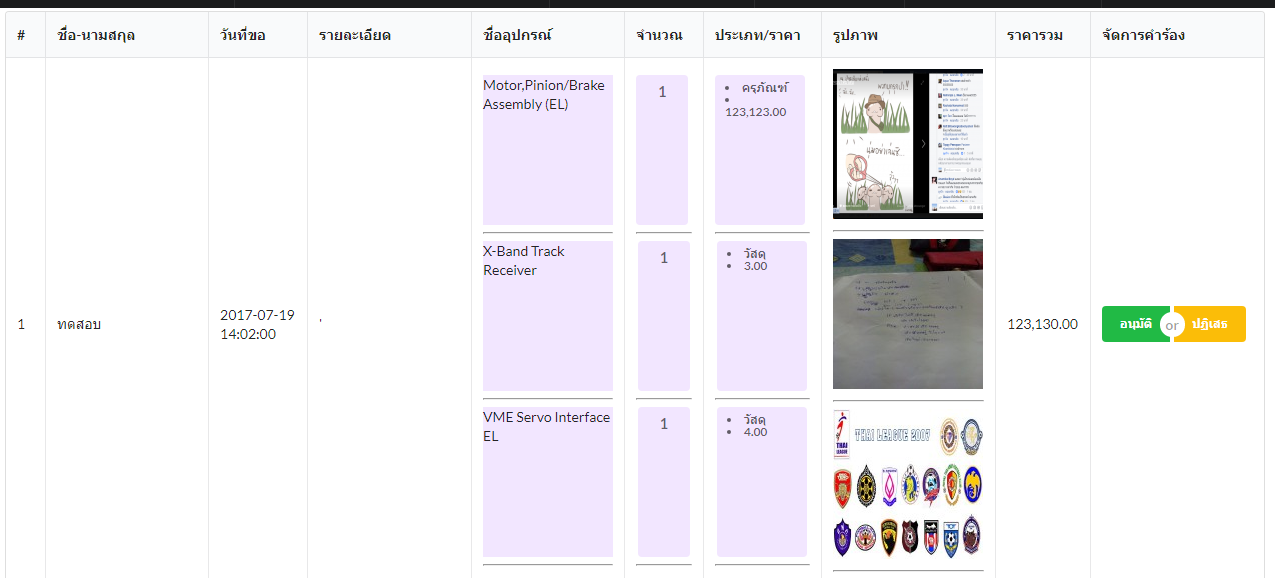 #
ชื่อ-นามสกุล
วันที่ขอ
รายละเอียด
ชื่ออุปกรณ์
จำนวณ
ประเภท/ราคา
รูปภาพ
ราคารวม
จัดการคำร้อง
1
ทดสอบ
2017-07-19
14:02:00
'
Motor,Pinion/Brake
Assembly (EL)
1
ครุภัณฑ์
123,123.00
X-Band Track
Receiver
1
วัสดุ
3.00
VME Servo Interface
EL
1
วัสดุ
4.00
THAI
LEAGUE
THAI LEAGUE 2007
123,130.00
อนุมัติ
or
ปฏิเสธ